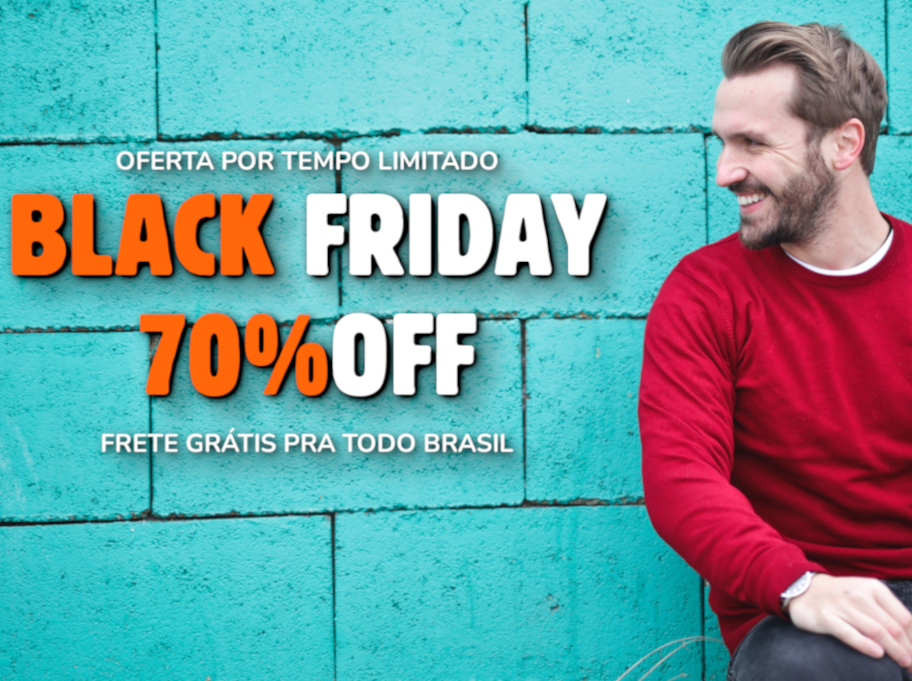 OFERTA POR TEMPO LIMITADO
BLACK FRIDAY
70%OFF
FRETE GRÁTIS PRA TODO BRASIL